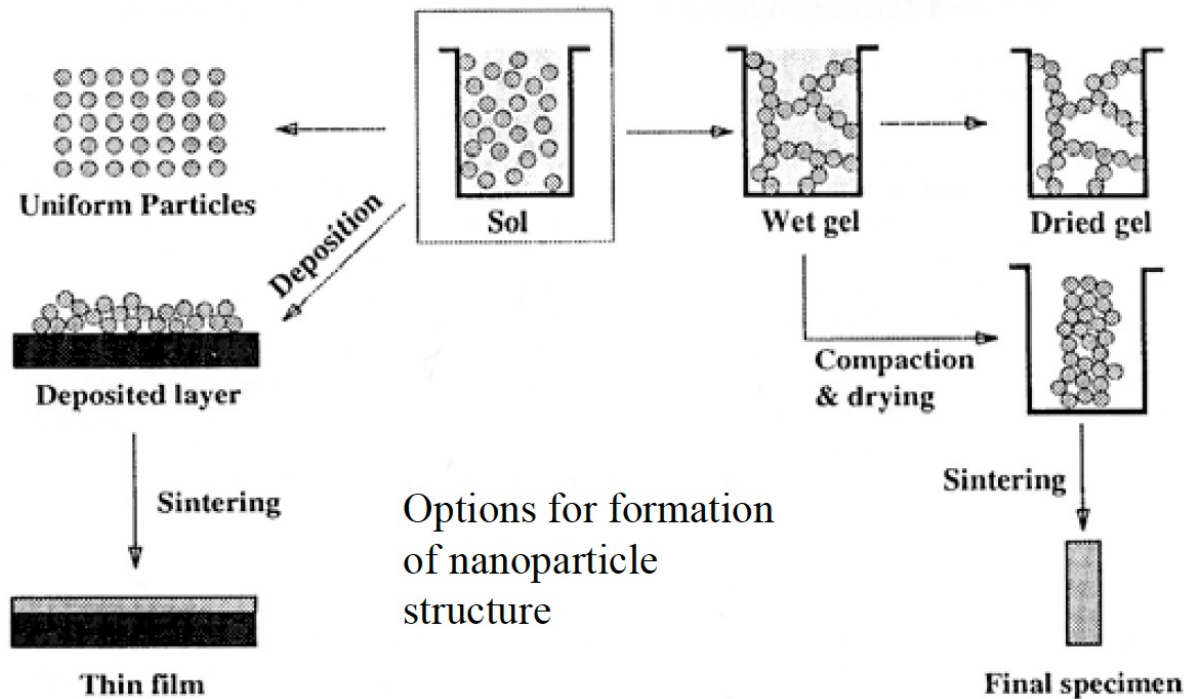 Uniform Particles
Sol
Wet gel
Dried gel
Deposition
Deposited layer
Compaction
& drying
Sintering
Sintering
Options for formation
of nanoparticle
structure
Thin film
Final specimen